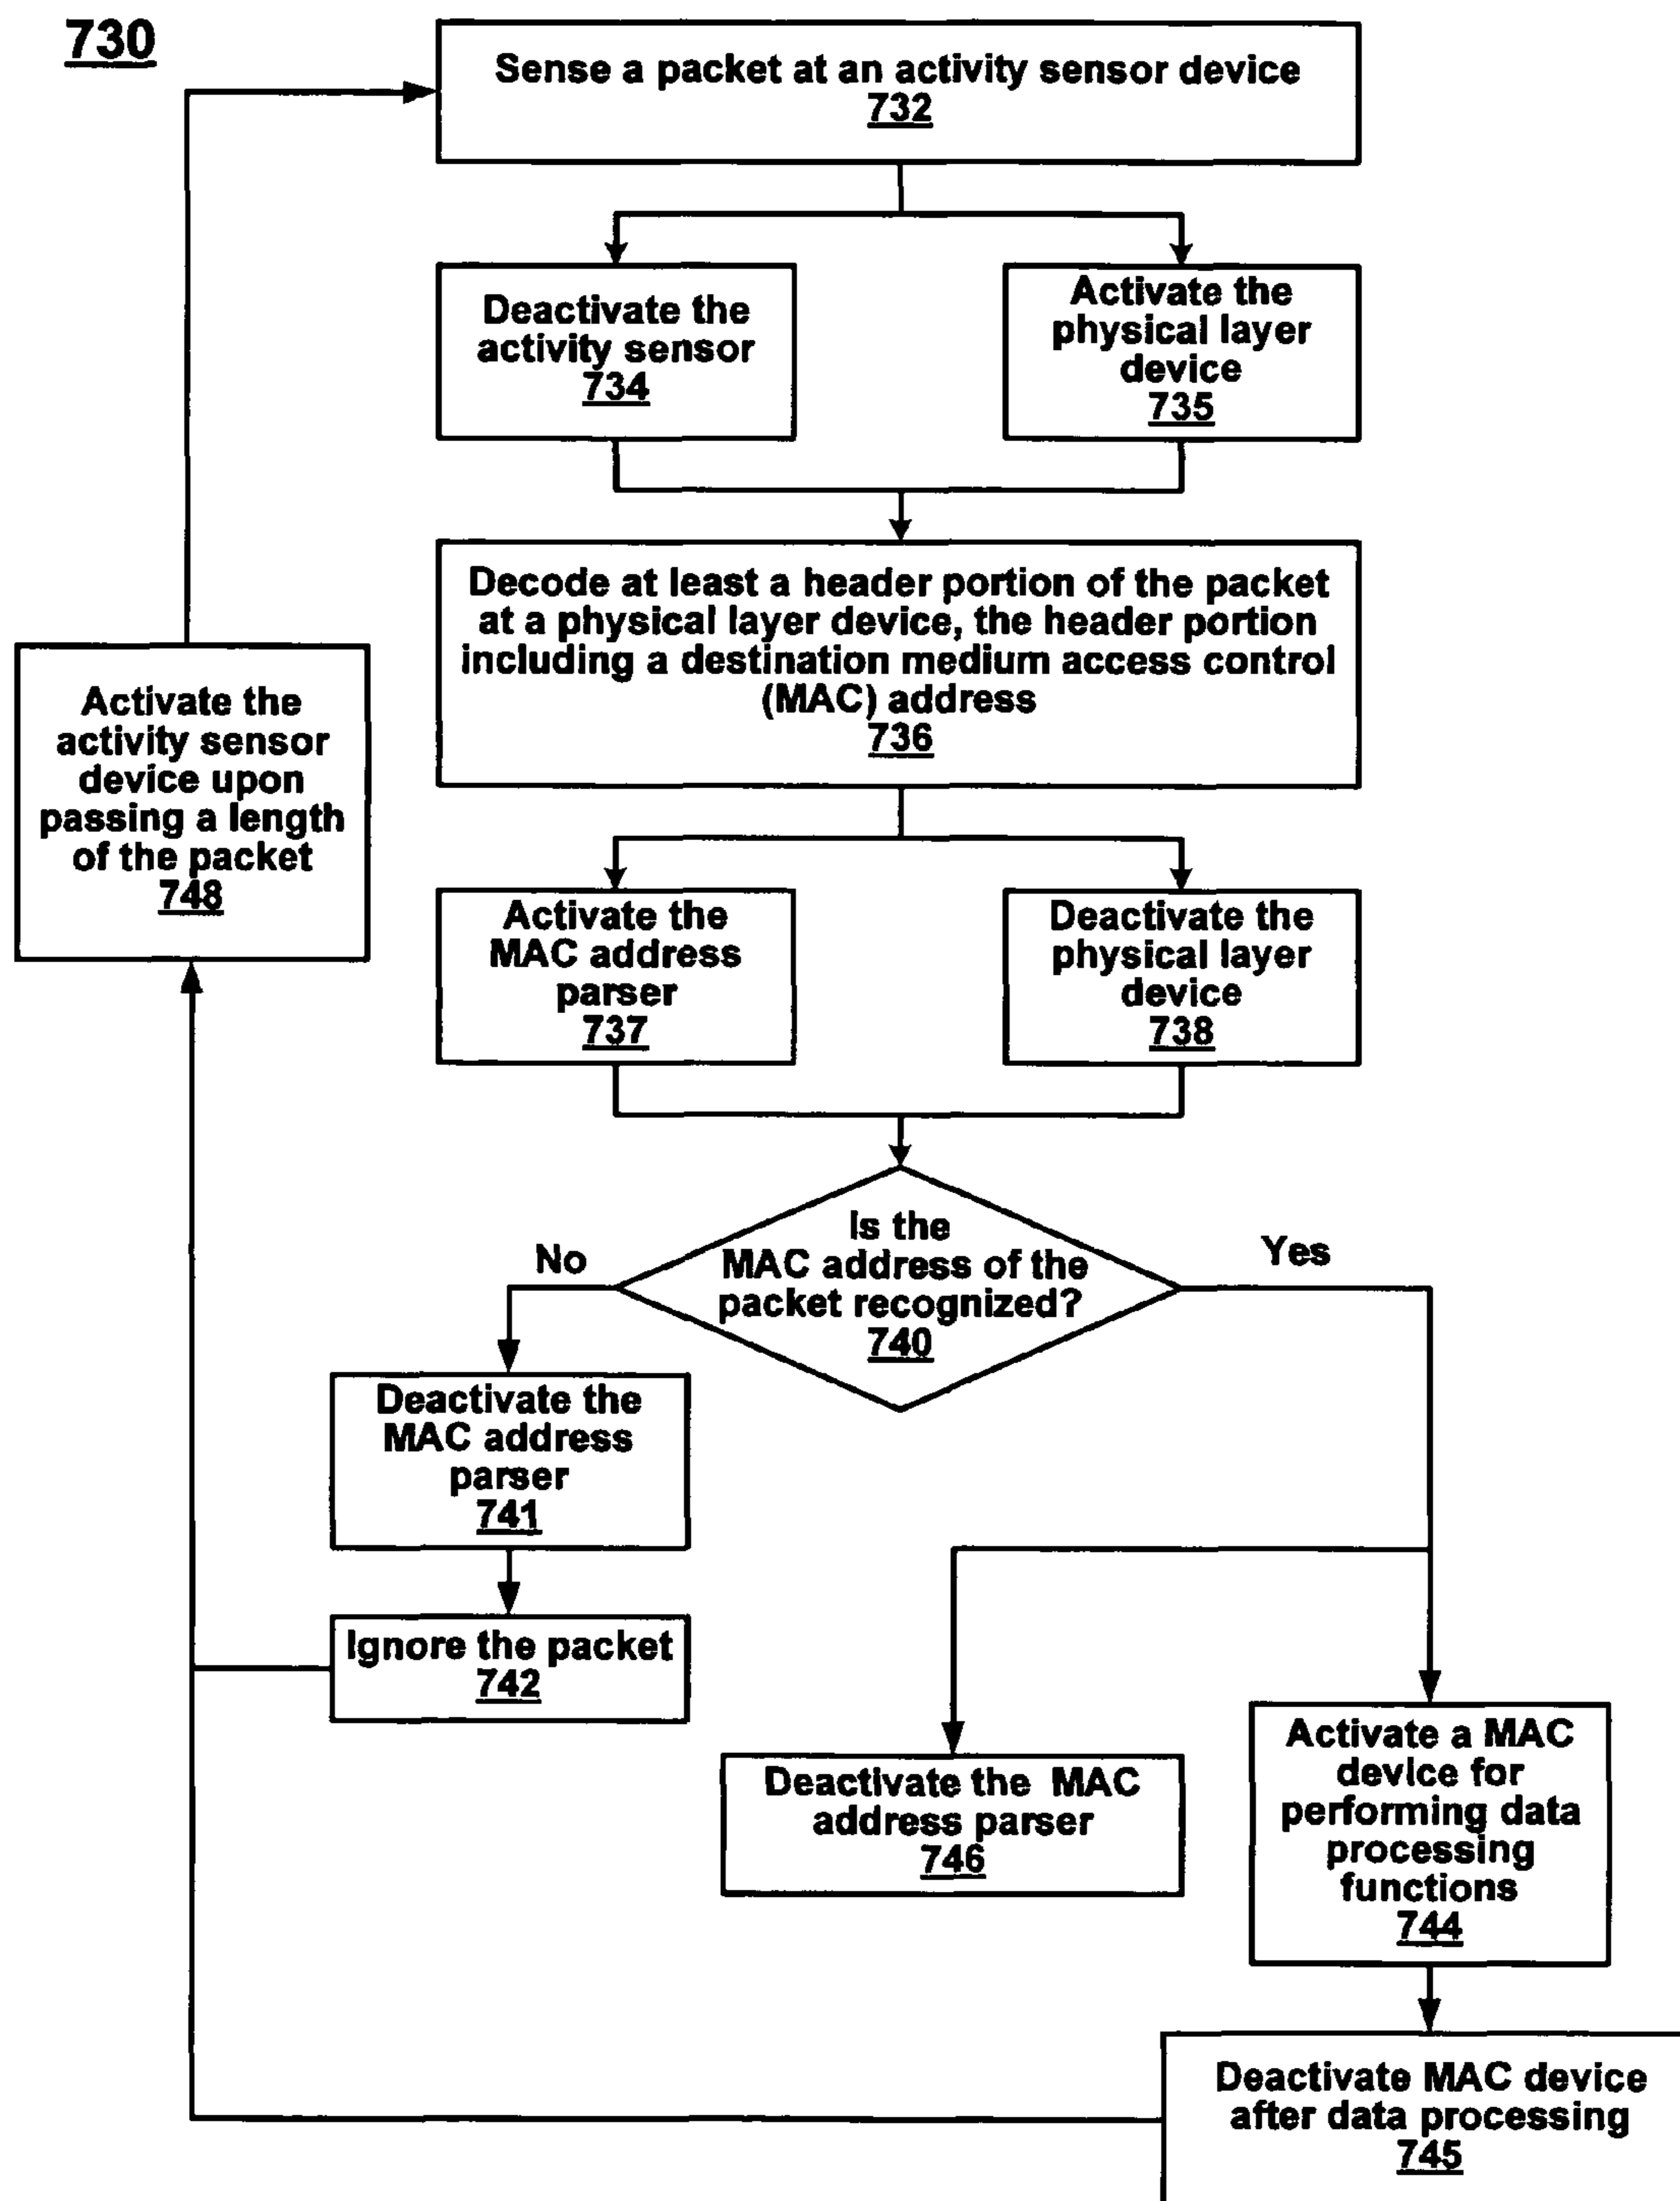 730
Sense a packet at an activity sensor device
732
Deactivate the
activity sensor
734
Activate the
physical layer
device
735
Decode at least a header portion of the packet
at a physical layer device, the header portion
including a destination medium access control
(MAC) address
736
Activate the
activity sensor
device upon
passing a length
of the packet
748
Activate the
MAC address
parser
737
Deactivate the
physical layer
device
738
Is the
MAC address of the
packet recognized?
740
No
Yes
Deactivate the
MAC address
parser
741
Ignore the packet
742
Deactivate the MAC
address parser
746
Activate a MAC
device for
performing data
processing
functions
744
Deactivate MAC device
after data processing
745